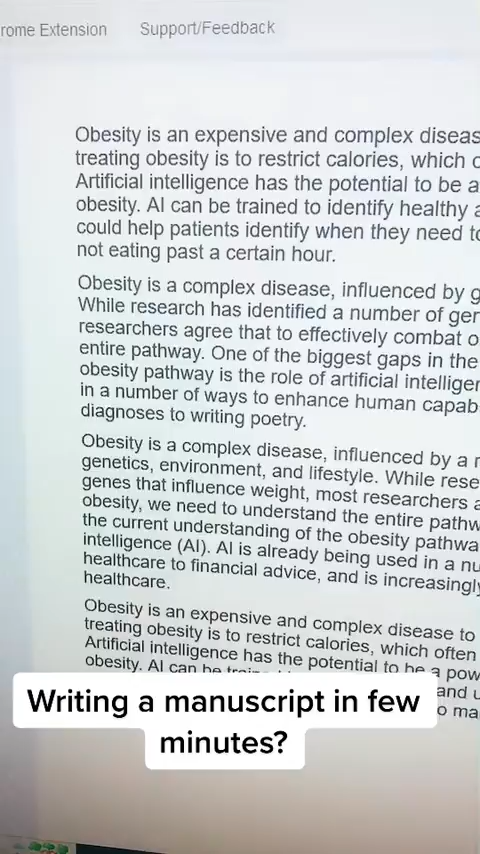 rome Extension Support/Feedback
Obesity is an expensive and complex diseas
treating obesity is to restrict calories, which o
Artificial intelligence has the potential to be a
obesity. AI can be trained to identify healthy a
could help patients identify when they need to
not eating past a certain hour.
Obesity is a complex disease, influenced by g
While research has identified a number of gen
researchers agree that to effectively combat o
entire pathway. One of the biggest gaps in the
obesity pathway is the role of artificial intelligen
in a number of ways to enhance human capab
diagnoses to writing poetry.
Obesity is a complex disease, influenced by a n
genetics, environment, and lifestyle. While rese
genes that influence weight, most researchers a
obesity, we need to understand the entire pathw
the current understanding of the obesity pathwa
intelligence (AI). AI is already being used in a nu
healthcare to financial advice, and is increasingly
healthcare.
Obesity is an expensive and complex disease to
treating obesity is to restrict calories, which often
Artificial intelligence has the potential to be a pow
obesity. AI can be and u
o ma
Writing a manuscript in few
minutes?